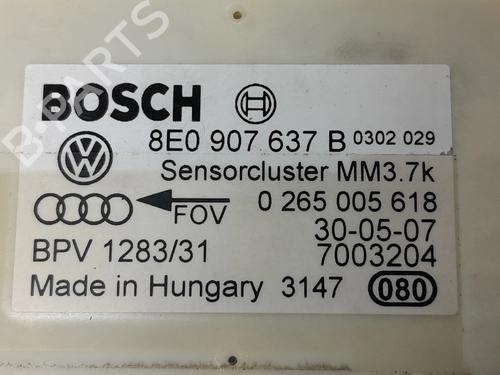 BOSCH
8E0 907 637 B 0302 029
Sensorcluster MM3.7k
FOV 0 265 005 618
30-05-07
BPV 1283/31 7003204
Made in Hungary 3147 080
B-PARTS